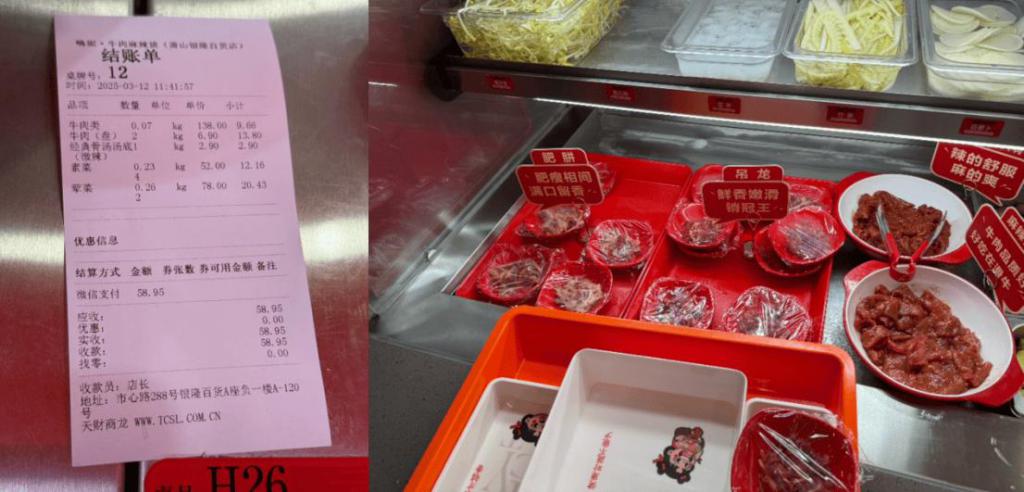 牛肉麻辣烫（萧山银隆百货店）
结账单
桌牌号: 12
时间: 2025-03-12 11:41:57
品项 数量 单位 单价 小计
牛肉类 0.07 kg 138.00 9.66
牛肉（盘） 2 kg 6.90 13.80
经典骨汤汤底1 kg 2.90 2.90
（微辣）
素菜 0.23 kg 52.00 12.16
4
荤菜 0.26 kg 78.00 20.43
2
优惠信息
结算方式 金额 券张数 券可用金额 备注
微信支付 58.95
应收: 58.95
优惠: 0.00
实收: 58.95
收款: 58.95
找零: 0.00
收款员: 店长
地址: 市心路288号银隆百货A座负一楼A-120
号
天财商龙 WWW.TCSL.COM.CN
H26
肥胼
肥瘦相间
满口留香
吊龙
鲜香嫩滑
销冠王
辣的舒服
麻的爽